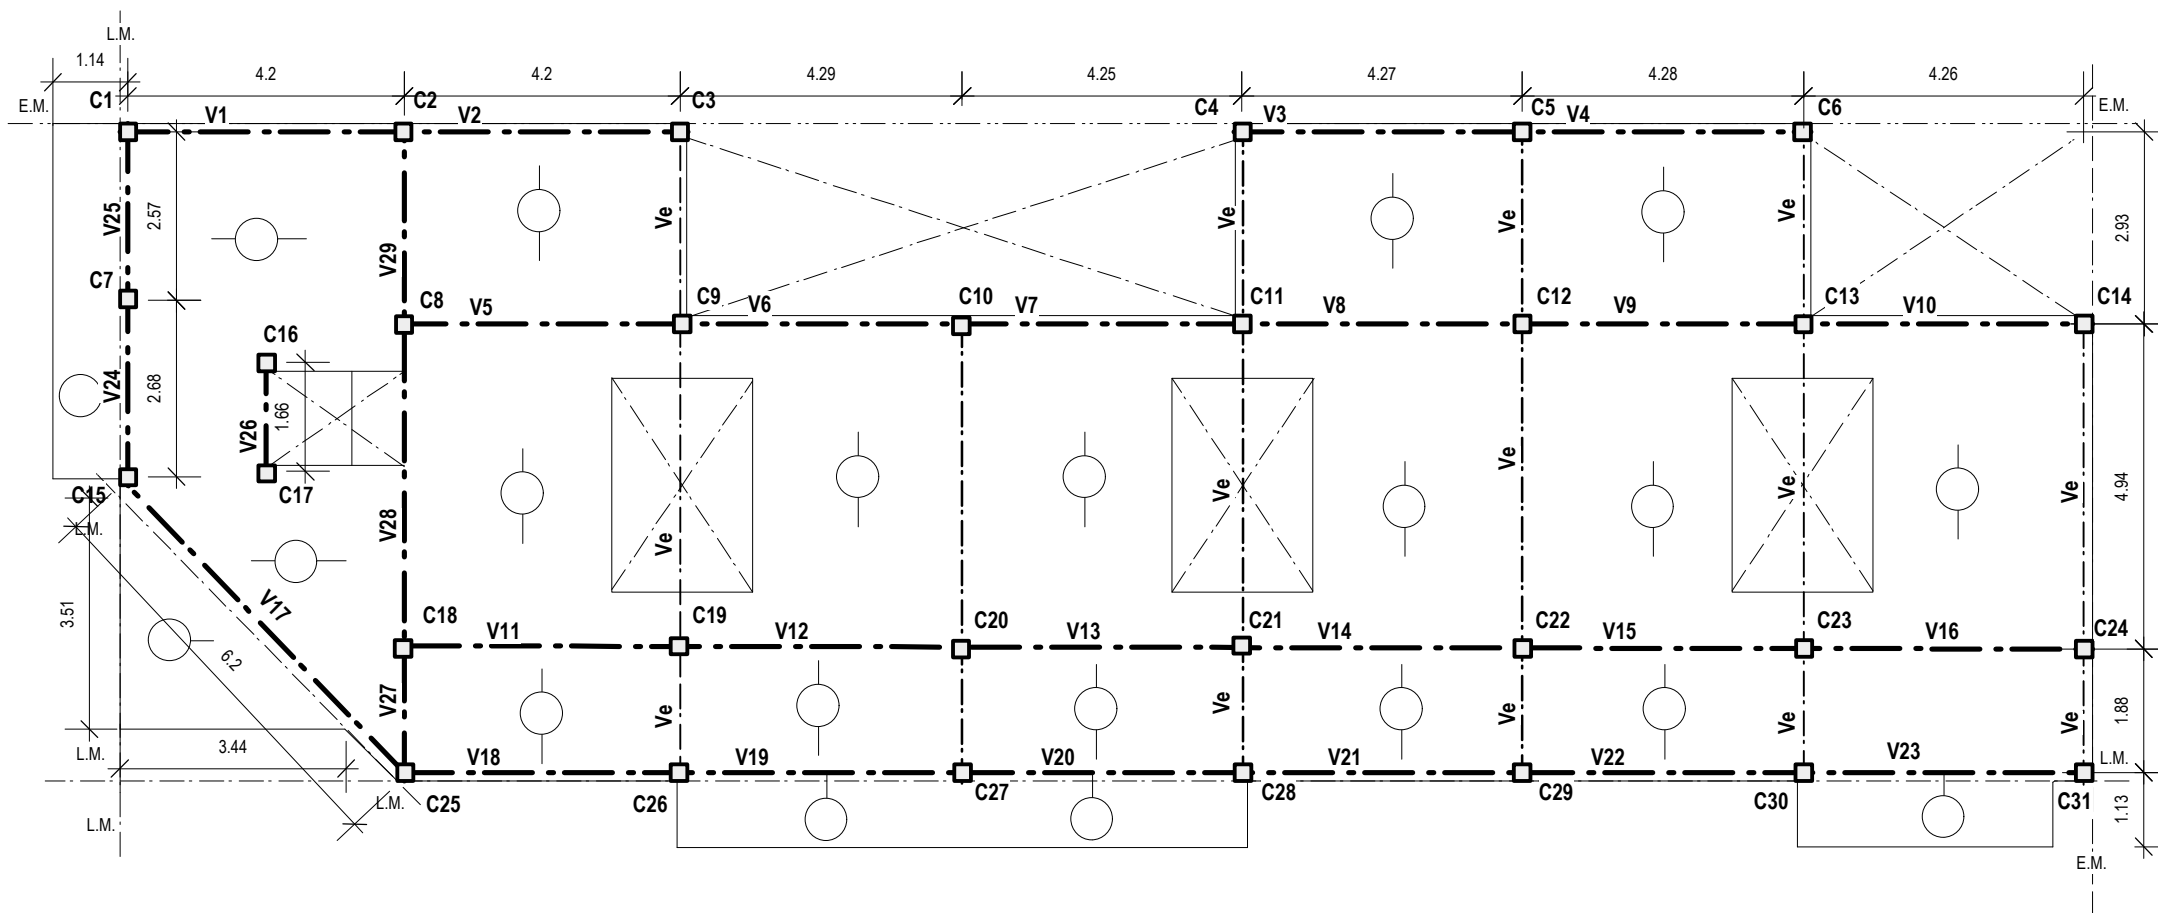 L.M.
1.14
4.2
4.2
4.29
4.25
4.27
4.28
4.26
E.M.
C1
V1
C2
V2
C3
C4
V3
C5
V4
C6
E.M.
V25
2.57
V29
Ve
Ve
Ve
Ve
2.93
C7
C8
V5
C9
V6
C10
V7
C11
V8
C12
V9
C13
V10
C14
C16
V24
2.68
V26
1.66
C15
C17
L.M.
V28
Ve
Ve
Ve
Ve
Ve
4.94
3.51
V17
6.2
C18
V11
C19
V12
C20
V13
C21
V14
C22
V15
C23
V16
C24
V27
Ve
Ve
Ve
Ve
Ve
1.88
L.M.
3.44
V18
V19
V20
V21
V22
V23
L.M.
L.M.
C25
C26
C27
C28
C29
C30
C31
1.13
L.M.
E.M.